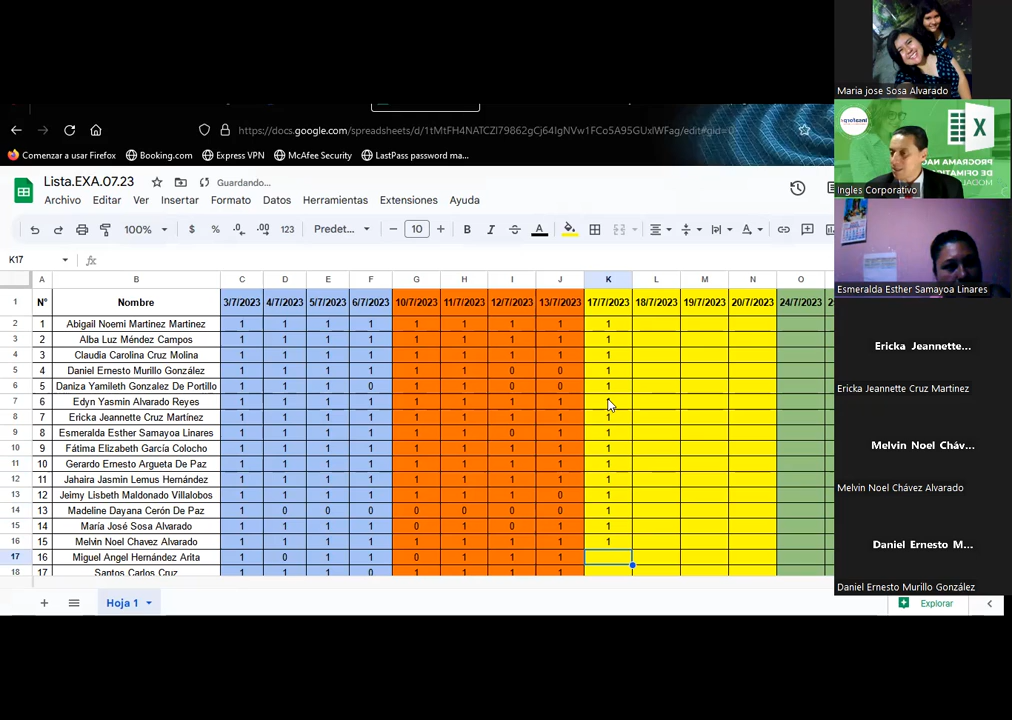 https://docs.google.com/spreadsheets/d/1tMtFH4NATCZl79862gCj64IgNVw1FCo5A95GUxIWFag/edit#gid=0
Comenzar a usar Firefox Booking.com Express VPN McAfee Security LastPass password ma...
Lista.EXA.07.23 Guardando...
Archivo Editar Ver Insertar Formato Datos Herramientas Extensiones Ayuda
100% $ % .0 .00 123 Predet... 10 B I S A
K17 fx
A B C D E F G H I J K L M N O
1 N° Nombre 3/7/2023 4/7/2023 5/7/2023 6/7/2023 10/7/2023 11/7/2023 12/7/2023 13/7/2023 17/7/2023 18/7/2023 19/7/2023 20/7/2023 24/7/2023 2
2 1 Abigail Noemi Martinez Martinez 1 1 1 1 1 1 1 1 1
3 2 Alba Luz Méndez Campos 1 1 1 1 1 1 1 1 1
4 3 Claudia Carolina Cruz Molina 1 1 1 1 1 1 1 1 1
5 4 Daniel Ernesto Murillo González 1 1 1 1 1 1 0 0 1
6 5 Daniza Yamileth Gonzalez De Portillo 1 1 1 0 1 1 0 0 1
7 6 Edyn Yasmin Alvarado Reyes 1 1 1 1 1 1 1 1
8 7 Ericka Jeannette Cruz Martínez 1 1 1 1 1 1 1 1 1
9 8 Esmeralda Esther Samayoa Linares 1 1 1 1 1 1 0 1 1
10 9 Fátima Elizabeth García Colocho 1 1 1 1 1 1 1 1 1
11 10 Gerardo Ernesto Argueta De Paz 1 1 1 1 1 1 1 1 1
12 11 Jahaira Jasmin Lemus Hernández 1 1 1 1 1 1 1 1 1
13 12 Jeimy Lisbeth Maldonado Villalobos 1 1 1 1 1 1 1 0 1
14 13 Madeline Dayana Cerón De Paz 1 0 0 0 0 1 0 0 1
15 14 María José Sosa Alvarado 1 1 1 1 0 1 0 1 1
16 15 Melvin Noel Chavez Alvarado 1 1 1 1 1 1 1 1 1
17 16 Miguel Angel Hernández Arita 1 0 1 1 0 1 1 1
18 17 Santos Carlos Cruz 1 1 1 0 1 1 1 1
Hoja 1
Explorar
Maria jose Sosa Alvarado
insaforp
PROGRAMA NAC
DE OFIMÁTIC
MODAL
X
Ingles Corporativo
Esmeralda Esther Samayoa Linares
Ericka Jeannette...
Ericka Jeannette Cruz Martinez
Melvin Noel Cháv...
Melvin Noel Chávez Alvarado
Daniel Ernesto M...
Daniel Ernesto Murillo González